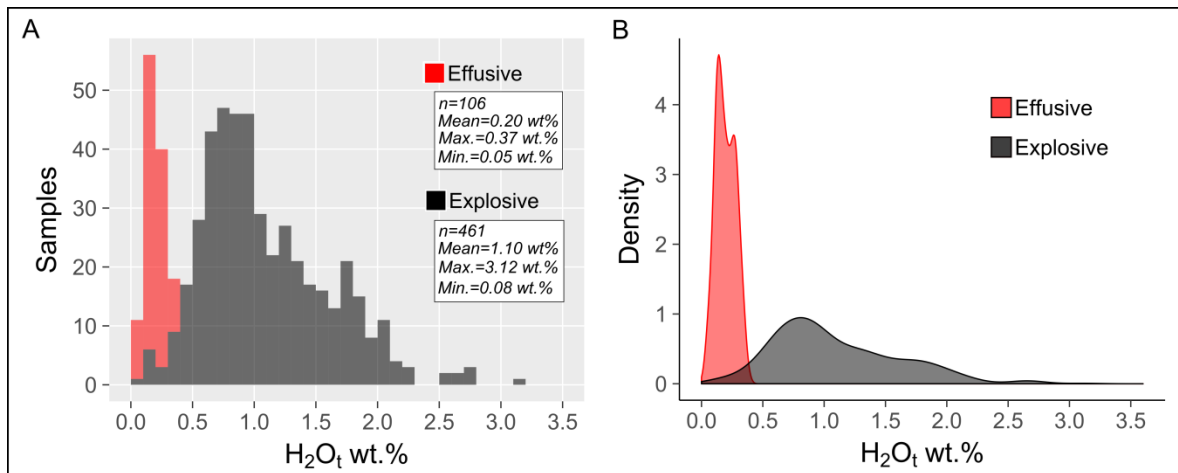 A
Samples
50
40
30
20
10
0
0.0 0.5 1.0 1.5 2.0 2.5 3.0 3.5
H₂Oₜ wt.%
Effusive
n=106
Mean=0.20 wt%
Max.=0.37 wt.%
Min.=0.05 wt.%
Explosive
n=461
Mean=1.10 wt%
Max.=3.12 wt.%
Min.=0.08 wt.%
B
Density
4
3
2
1
0
0.0 0.5 1.0 1.5 2.0 2.5 3.0 3.5
H₂Oₜ wt.%
Effusive
Explosive